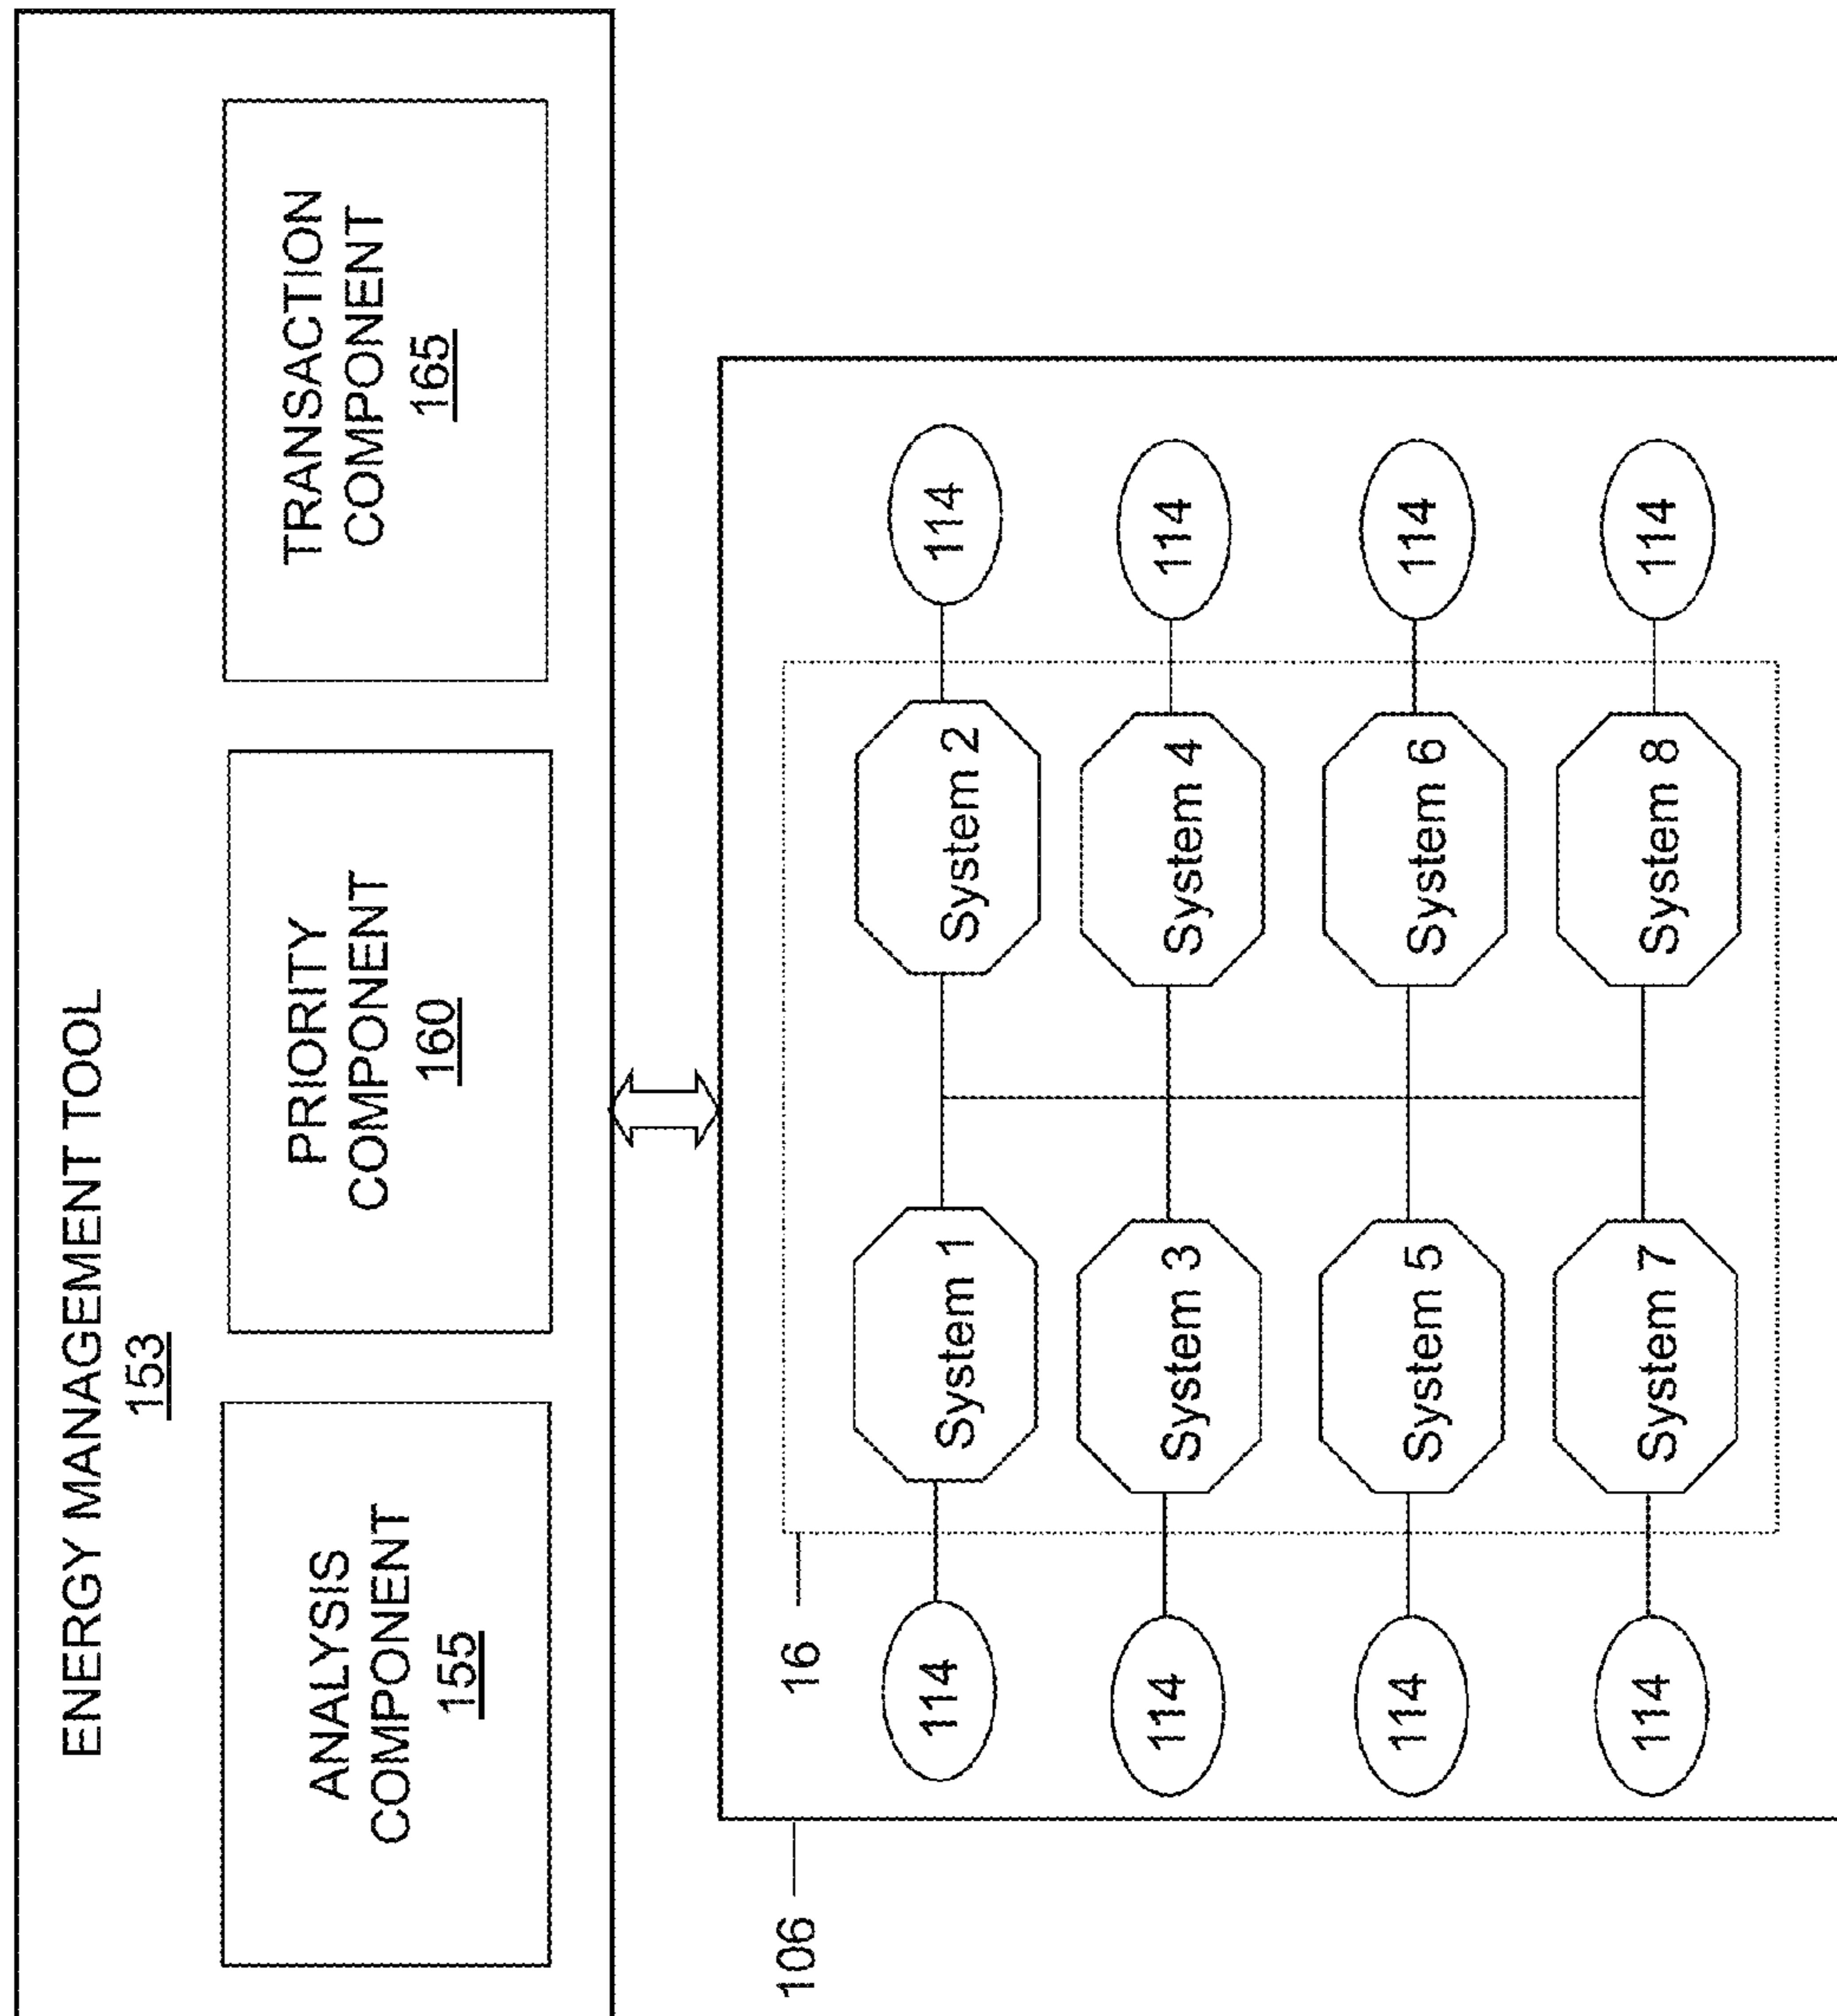 ENERGY MANAGEMENT TOOL
153
ANALYSIS
COMPONENT
155
PRIORITY
COMPONENT
160
TRANSACTION
COMPONENT
165
106
16
114
System 1
System 2
114
114
System 3
System 4
114
114
System 5
System 6
114
114
System 7
System 8
114